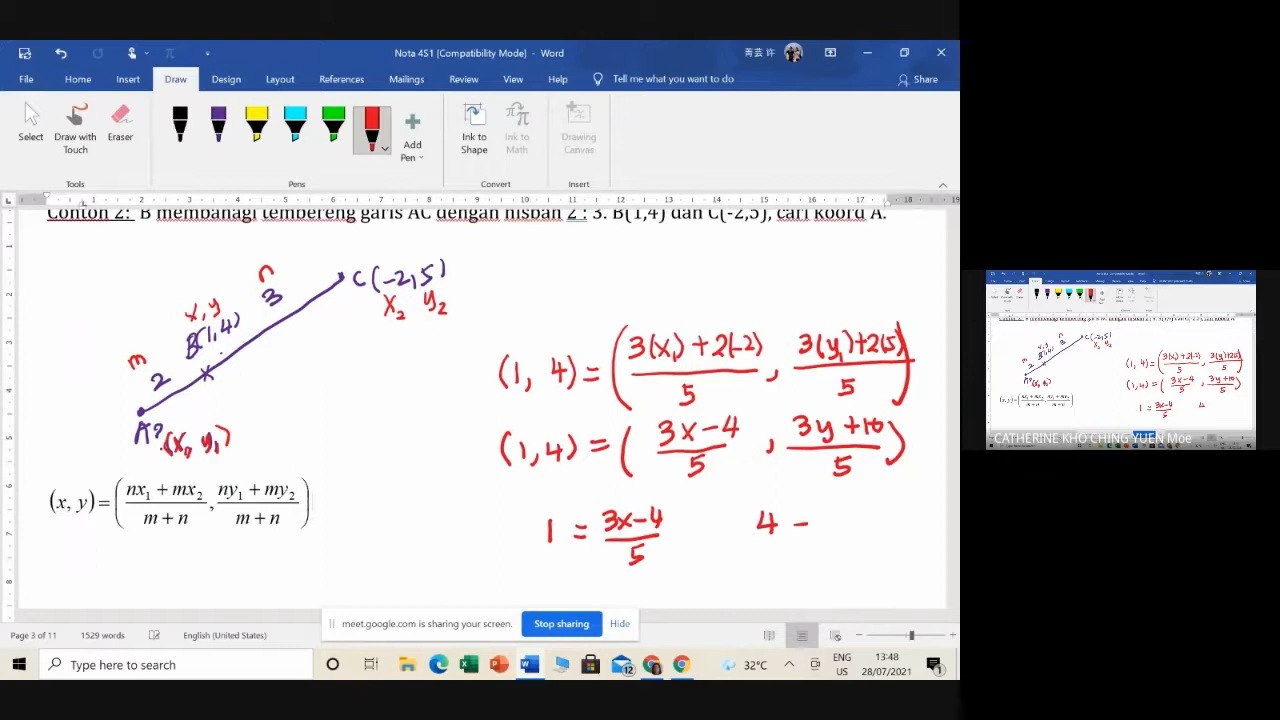 Nota 4S1 [Compatibility Mode] - Word
菁芸 许
File Home Insert Draw Design Layout References Mailings Review View Help Tell me what you want to do Share
Select Draw with Touch Eraser Add Pen Ink to Shape Ink to Math Drawing Canvas
Tools Pens Convert Insert
Conton 2: B membahagi tembereng garis AC dengan nisbah 2 : 3. B(1,4) dan C(-2,5), cari koord A.
n
3
C(-2,5)
x₂ y₂
x, y
B(1,4)
m
2
A? (x₁, y₁)
(x, y) = ( (nx₁ + mx₂)/(m + n) , (ny₁ + my₂)/(m + n) )
(1, 4) = ( (3(x₁)+2(-2))/5 , (3(y₁)+2(5))/5 )
(1,4) = ( (3x-4)/5 , (3y+10)/5 )
1 = (3x-4)/5
4 -
meet.google.com is sharing your screen. Stop sharing Hide
Page 3 of 11 1529 words English (United States)
Type here to search
12
32°C
ENG US
13:48
28/07/2021
CATHERINE KHO CHING YUEN Moe